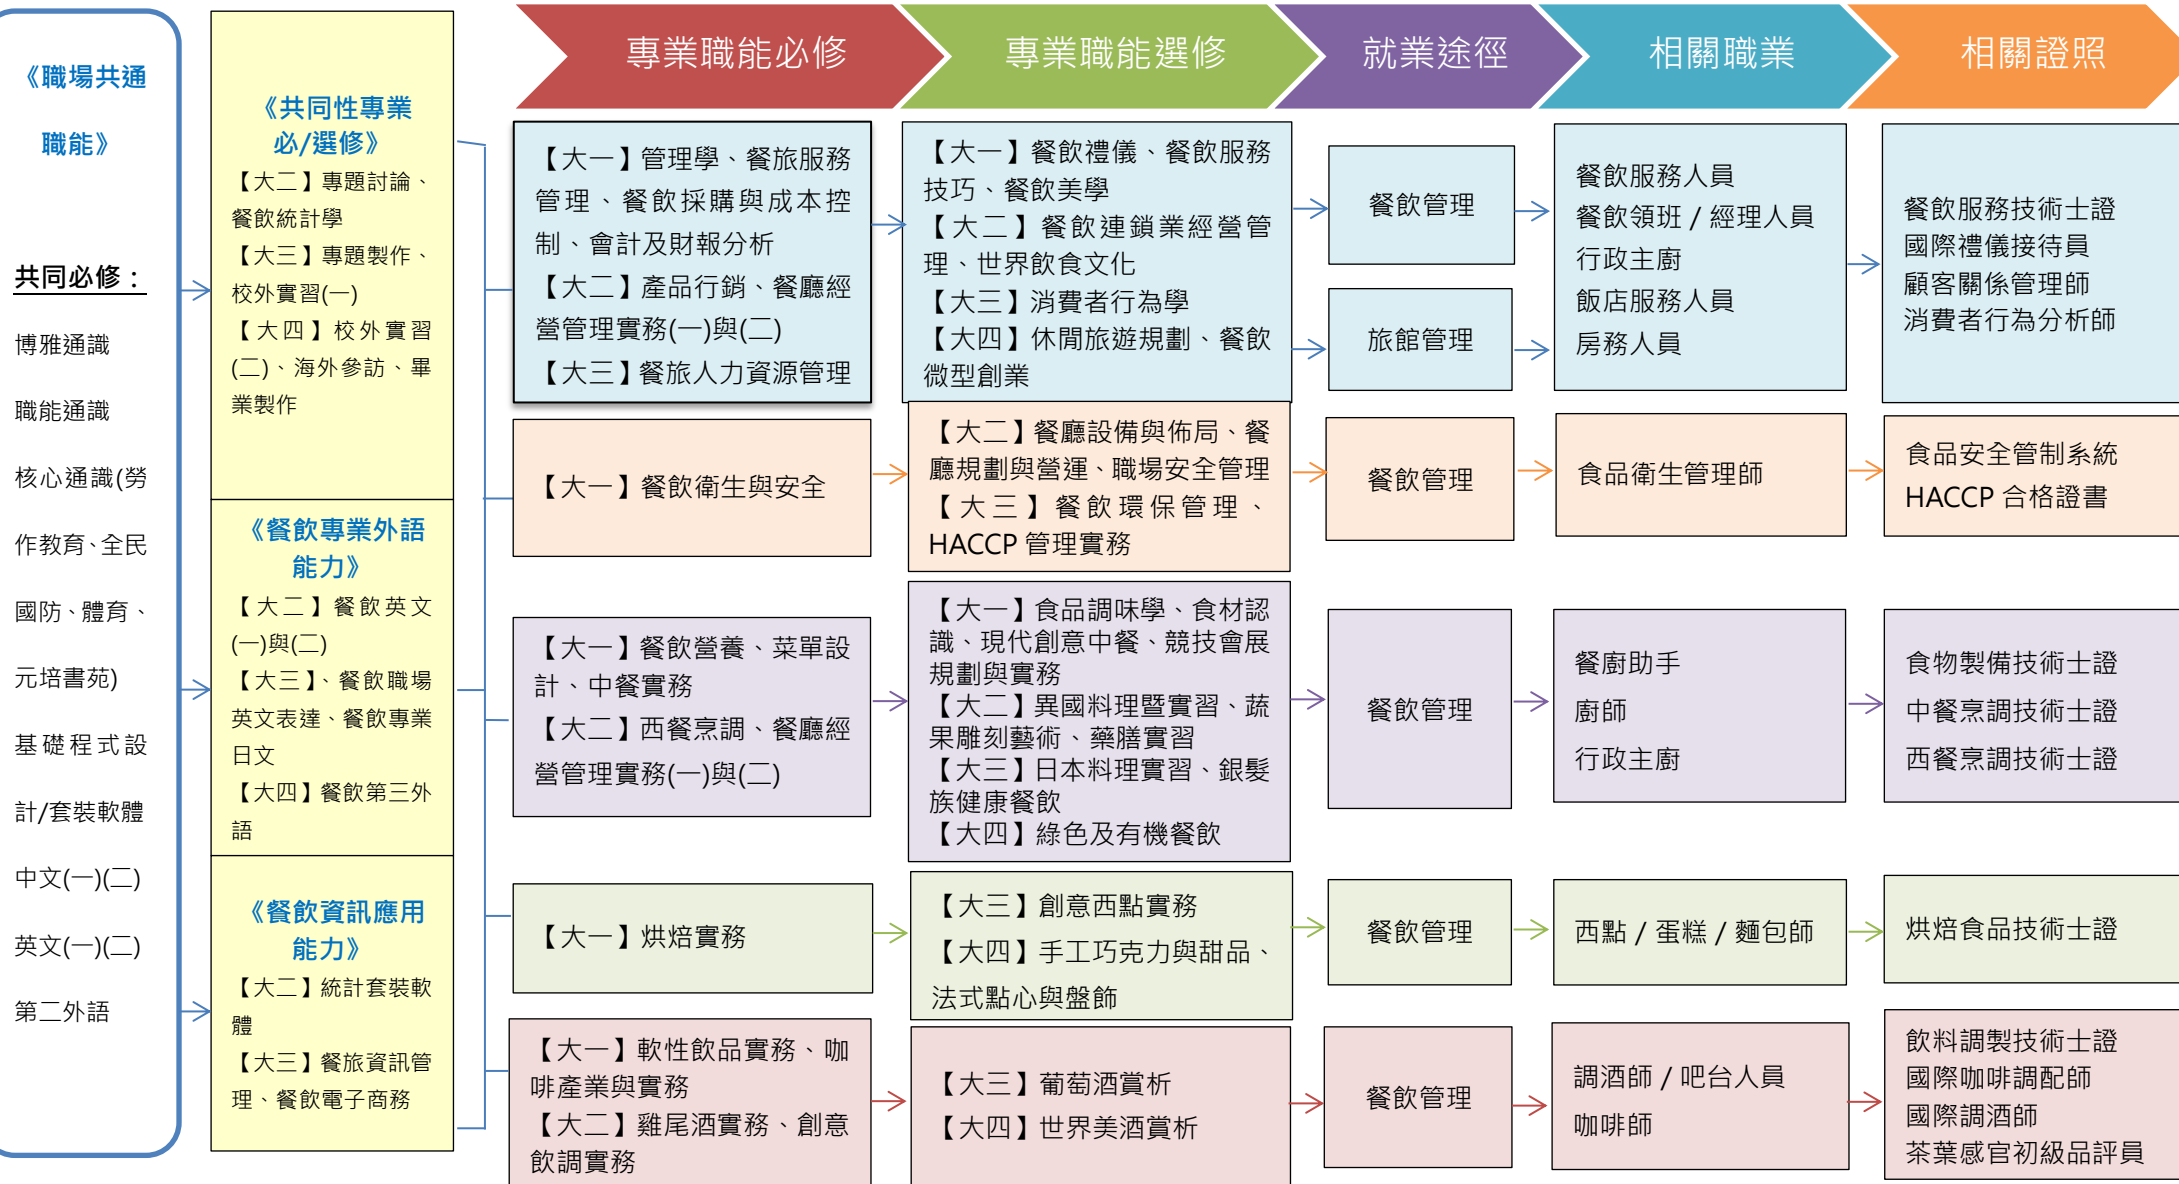 《職場共通
職能》
共同必修：
博雅通識
職能通識
核心通識(勞
作教育、全民
國防、體育、
元培書苑)
基礎程式設
計/套裝軟體
中文(一)(二)
英文(一)(二)
第二外語
《共同性專業
必/選修》
【大二】專題討論、
餐飲統計學
【大三】專題製作、
校外實習(一)
【大四】校外實習
(二)、海外參訪、畢
業製作
《餐飲專業外語
能力》
【大二】餐飲英文
(一)與(二)
【大三】、餐飲職場
英文表達、餐飲專業
日文
【大四】餐飲第三外
語
《餐飲資訊應用
能力》
【大二】統計套裝軟
體
【大三】餐旅資訊管
理、餐飲電子商務
專業職能必修
專業職能選修
就業途徑
相關職業
相關證照
【大一】管理學、餐旅服務
管理、餐飲採購與成本控
制、會計及財報分析
【大二】產品行銷、餐廳經
營管理實務(一)與(二)
【大三】餐旅人力資源管理
【大一】餐飲禮儀、餐飲服務
技巧、餐飲美學
【大二】餐飲連鎖業經營管
理、世界飲食文化
【大三】消費者行為學
【大四】休閒旅遊規劃、餐飲
微型創業
餐飲管理
旅館管理
餐飲服務人員
餐飲領班 / 經理人員
行政主廚
飯店服務人員
房務人員
餐飲服務技術士證
國際禮儀接待員
顧客關係管理師
消費者行為分析師
【大一】餐飲衛生與安全
【大二】餐廳設備與佈局、餐
廳規劃與營運、職場安全管理
【大三】餐飲環保管理、
HACCP 管理實務
餐飲管理
食品衛生管理師
食品安全管制系統
HACCP 合格證書
【大一】餐飲營養、菜單設
計、中餐實務
【大二】西餐烹調、餐廳經
營管理實務(一)與(二)
【大一】食品調味學、食材認
識、現代創意中餐、競技會展
規劃與實務
【大二】異國料理暨實習、蔬
果雕刻藝術、藥膳實習
【大三】日本料理實習、銀髮
族健康餐飲
【大四】綠色及有機餐飲
餐飲管理
餐廚助手
廚師
行政主廚
食物製備技術士證
中餐烹調技術士證
西餐烹調技術士證
【大一】烘焙實務
【大三】創意西點實務
【大四】手工巧克力與甜品、
法式點心與盤飾
餐飲管理
西點 / 蛋糕 / 麵包師
烘焙食品技術士證
【大一】軟性飲品實務、咖
啡產業與實務
【大二】雞尾酒實務、創意
飲調實務
【大三】葡萄酒賞析
【大四】世界美酒賞析
餐飲管理
調酒師 / 吧台人員
咖啡師
飲料調製技術士證
國際咖啡調配師
國際調酒師
茶葉感官初級品評員